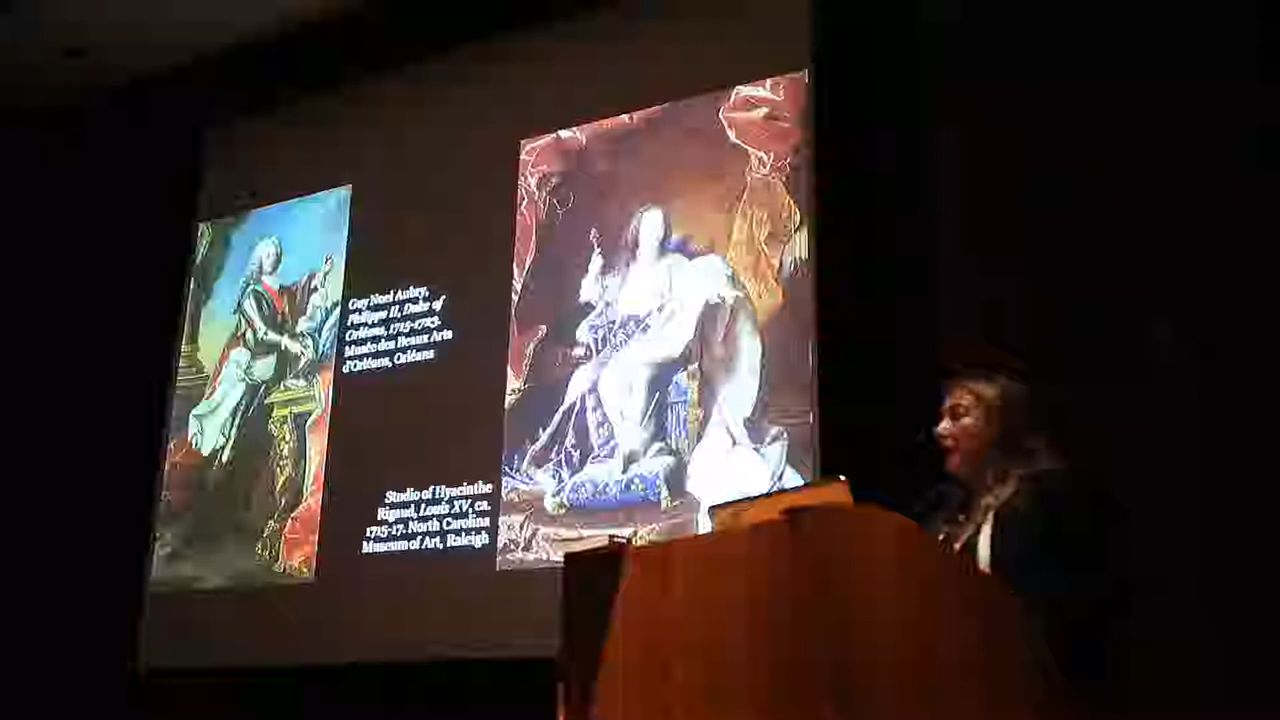 Guy Noel Aubry,
Philippe II, Duke of
Orléans, 1715-1723.
Musée des Beaux Arts
d'Orléans, Orléans
Studio of Hyacinthe
Rigaud, Louis XV, ca.
1715-17. North Carolina
Museum of Art, Raleigh